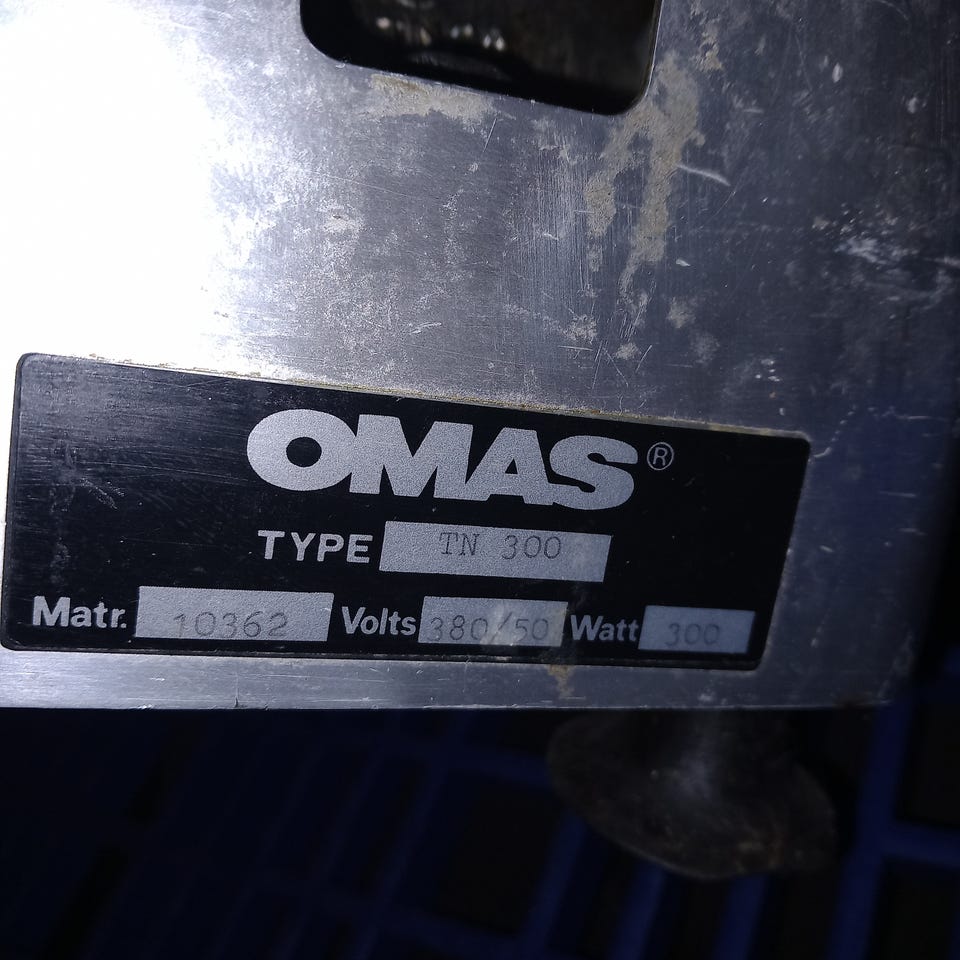 OMAS®
TYPE TN 300
Matr. 10362 Volts 380/50 Watt 300